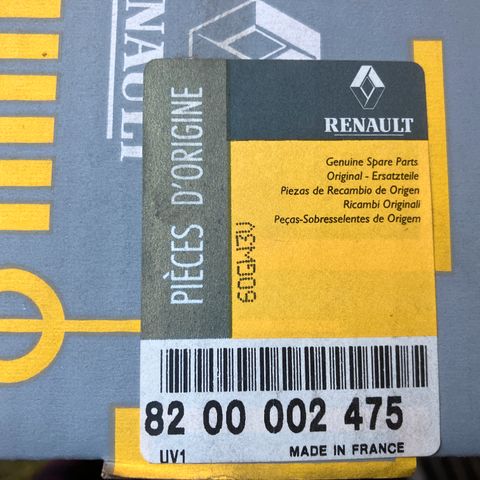 RENAULT
PIÈCES D'ORIGINE
RENAULT
Genuine Spare Parts
Original - Ersatzteile
Piezas de Recambio de Origen
Ricambi Originali
Peças-Sobresselentes de Origem
82 00 002 475
UV1 MADE IN FRANCE